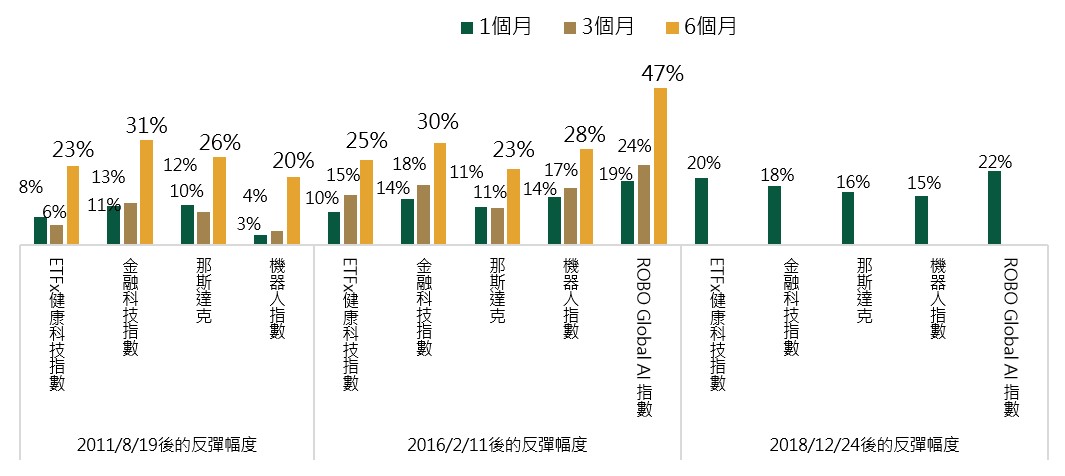 1個月 3個月 6個月
8% 6% 23%
11% 13% 31%
12% 10% 26%
3% 4% 20%
10% 15% 25%
14% 18% 30%
11% 11% 23%
14% 17% 28%
19% 24% 47%
20%
18%
16%
15%
22%
ETFx健康科技指數
金融科技指數
那斯達克
機器人指數
ETFx健康科技指數
金融科技指數
那斯達克
機器人指數
ROBO Global AI 指數
ETFx健康科技指數
金融科技指數
那斯達克
機器人指數
ROBO Global AI 指數
2011/8/19後的反彈幅度
2016/2/11後的反彈幅度
2018/12/24後的反彈幅度